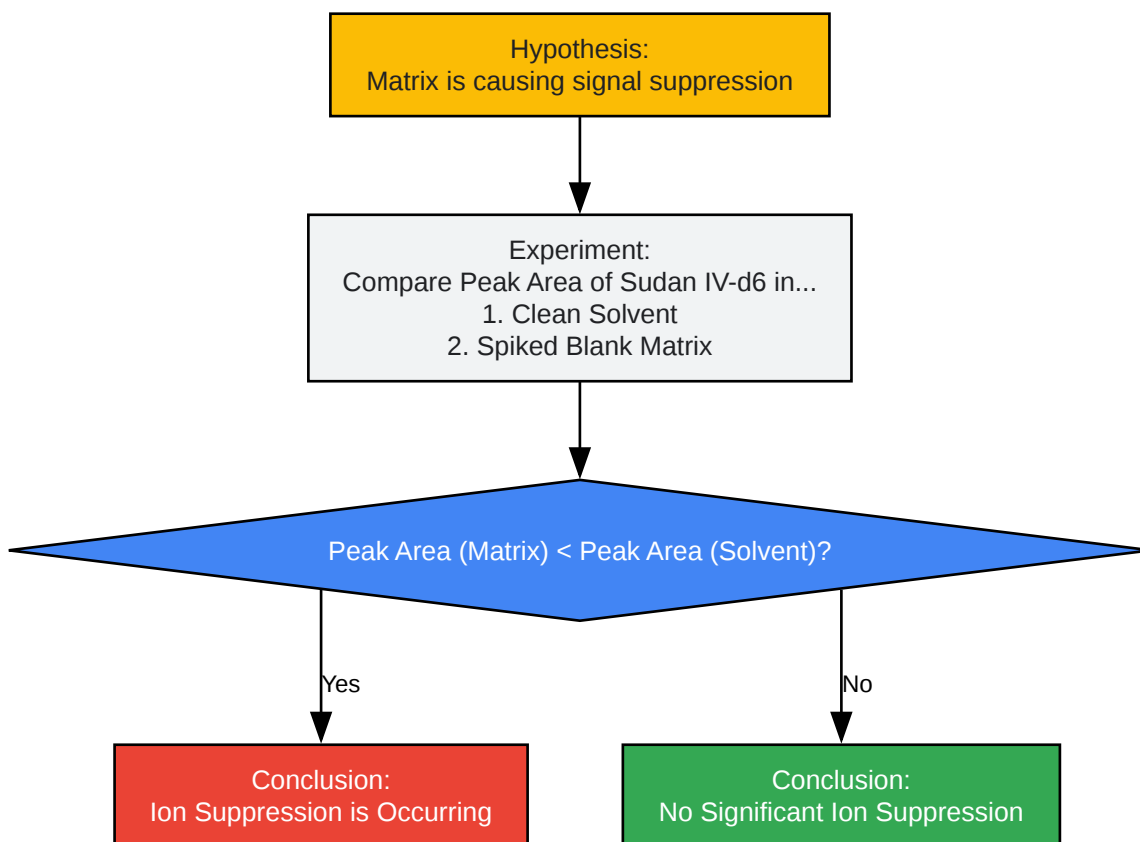 Hypothesis:
Matrix is causing signal suppression
Experiment:
Compare Peak Area of Sudan IV-d6 in...
1. Clean Solvent
2. Spiked Blank Matrix
Peak Area (Matrix) < Peak Area (Solvent)?
Yes
No
Conclusion:
Ion Suppression is Occurring
Conclusion:
No Significant Ion Suppression